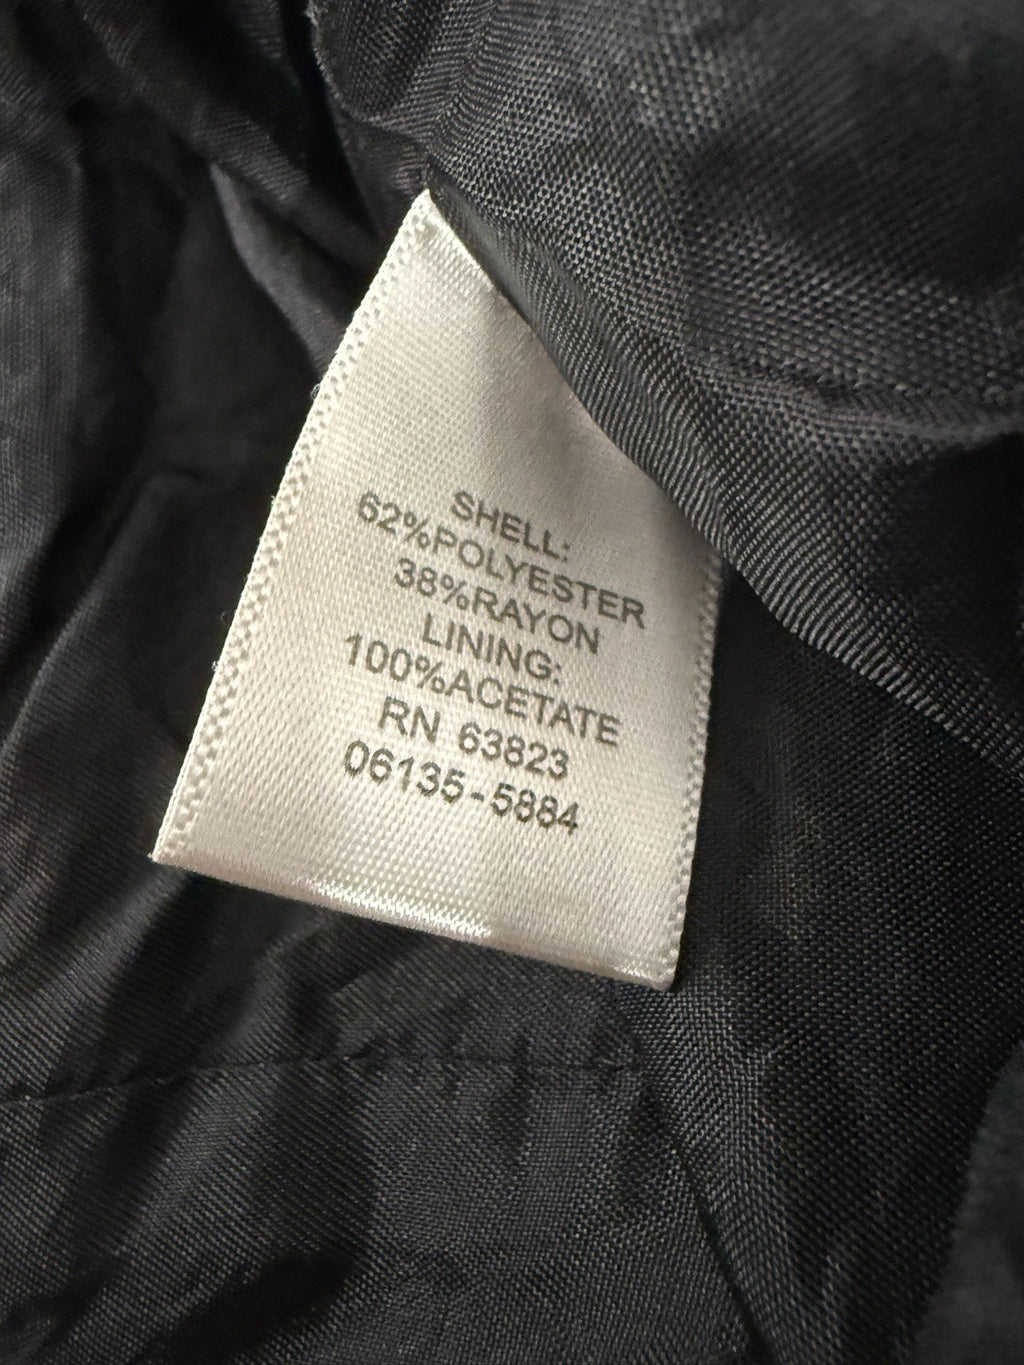 SHELL:
62%POLYESTER
38%RAYON
LINING:
100%ACETATE
RN 63823
06135-5884